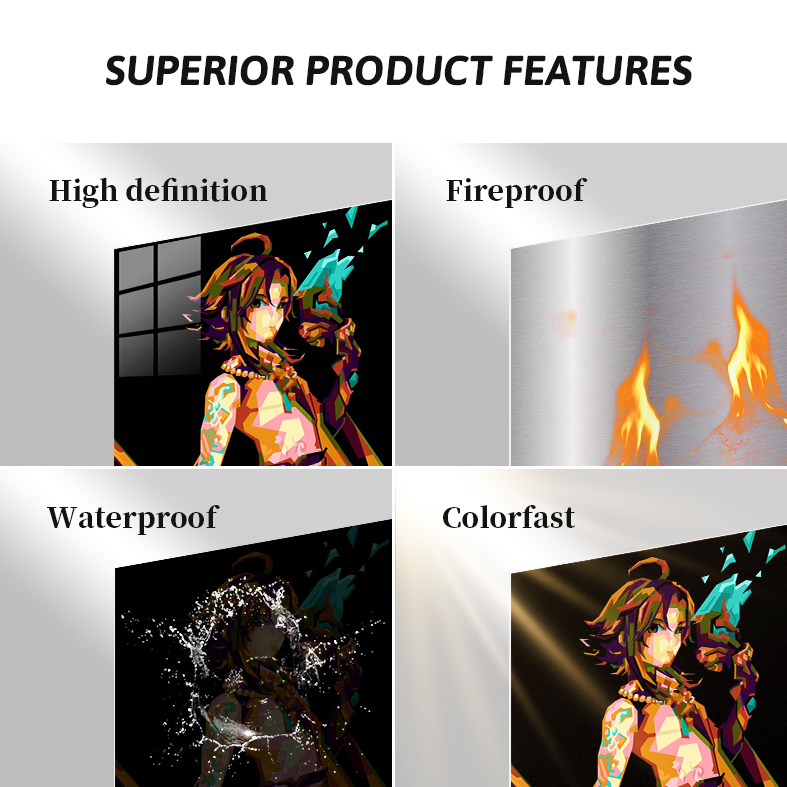 SUPERIOR PRODUCT FEATURES
High definition
Fireproof
Waterproof
Colorfast